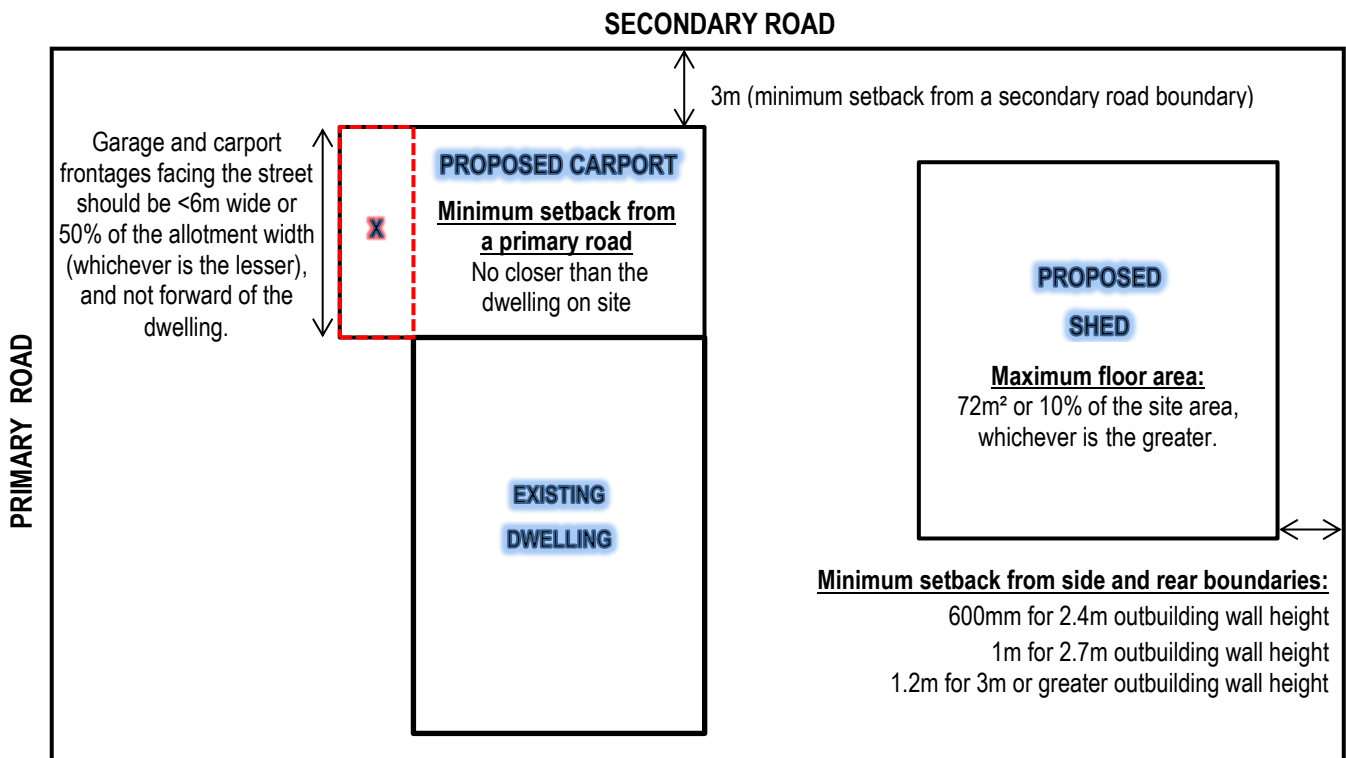 SECONDARY ROAD
3m (minimum setback from a secondary road boundary)
Garage and carport
frontages facing the street
should be <6m wide or
50% of the allotment width
(whichever is the lesser),
and not forward of the
dwelling.
X
PROPOSED CARPORT
Minimum setback from
a primary road
No closer than the
dwelling on site
PRIMARY ROAD
EXISTING
DWELLING
PROPOSED
SHED
Maximum floor area:
72m² or 10% of the site area,
whichever is the greater.
Minimum setback from side and rear boundaries:
600mm for 2.4m outbuilding wall height
1m for 2.7m outbuilding wall height
1.2m for 3m or greater outbuilding wall height